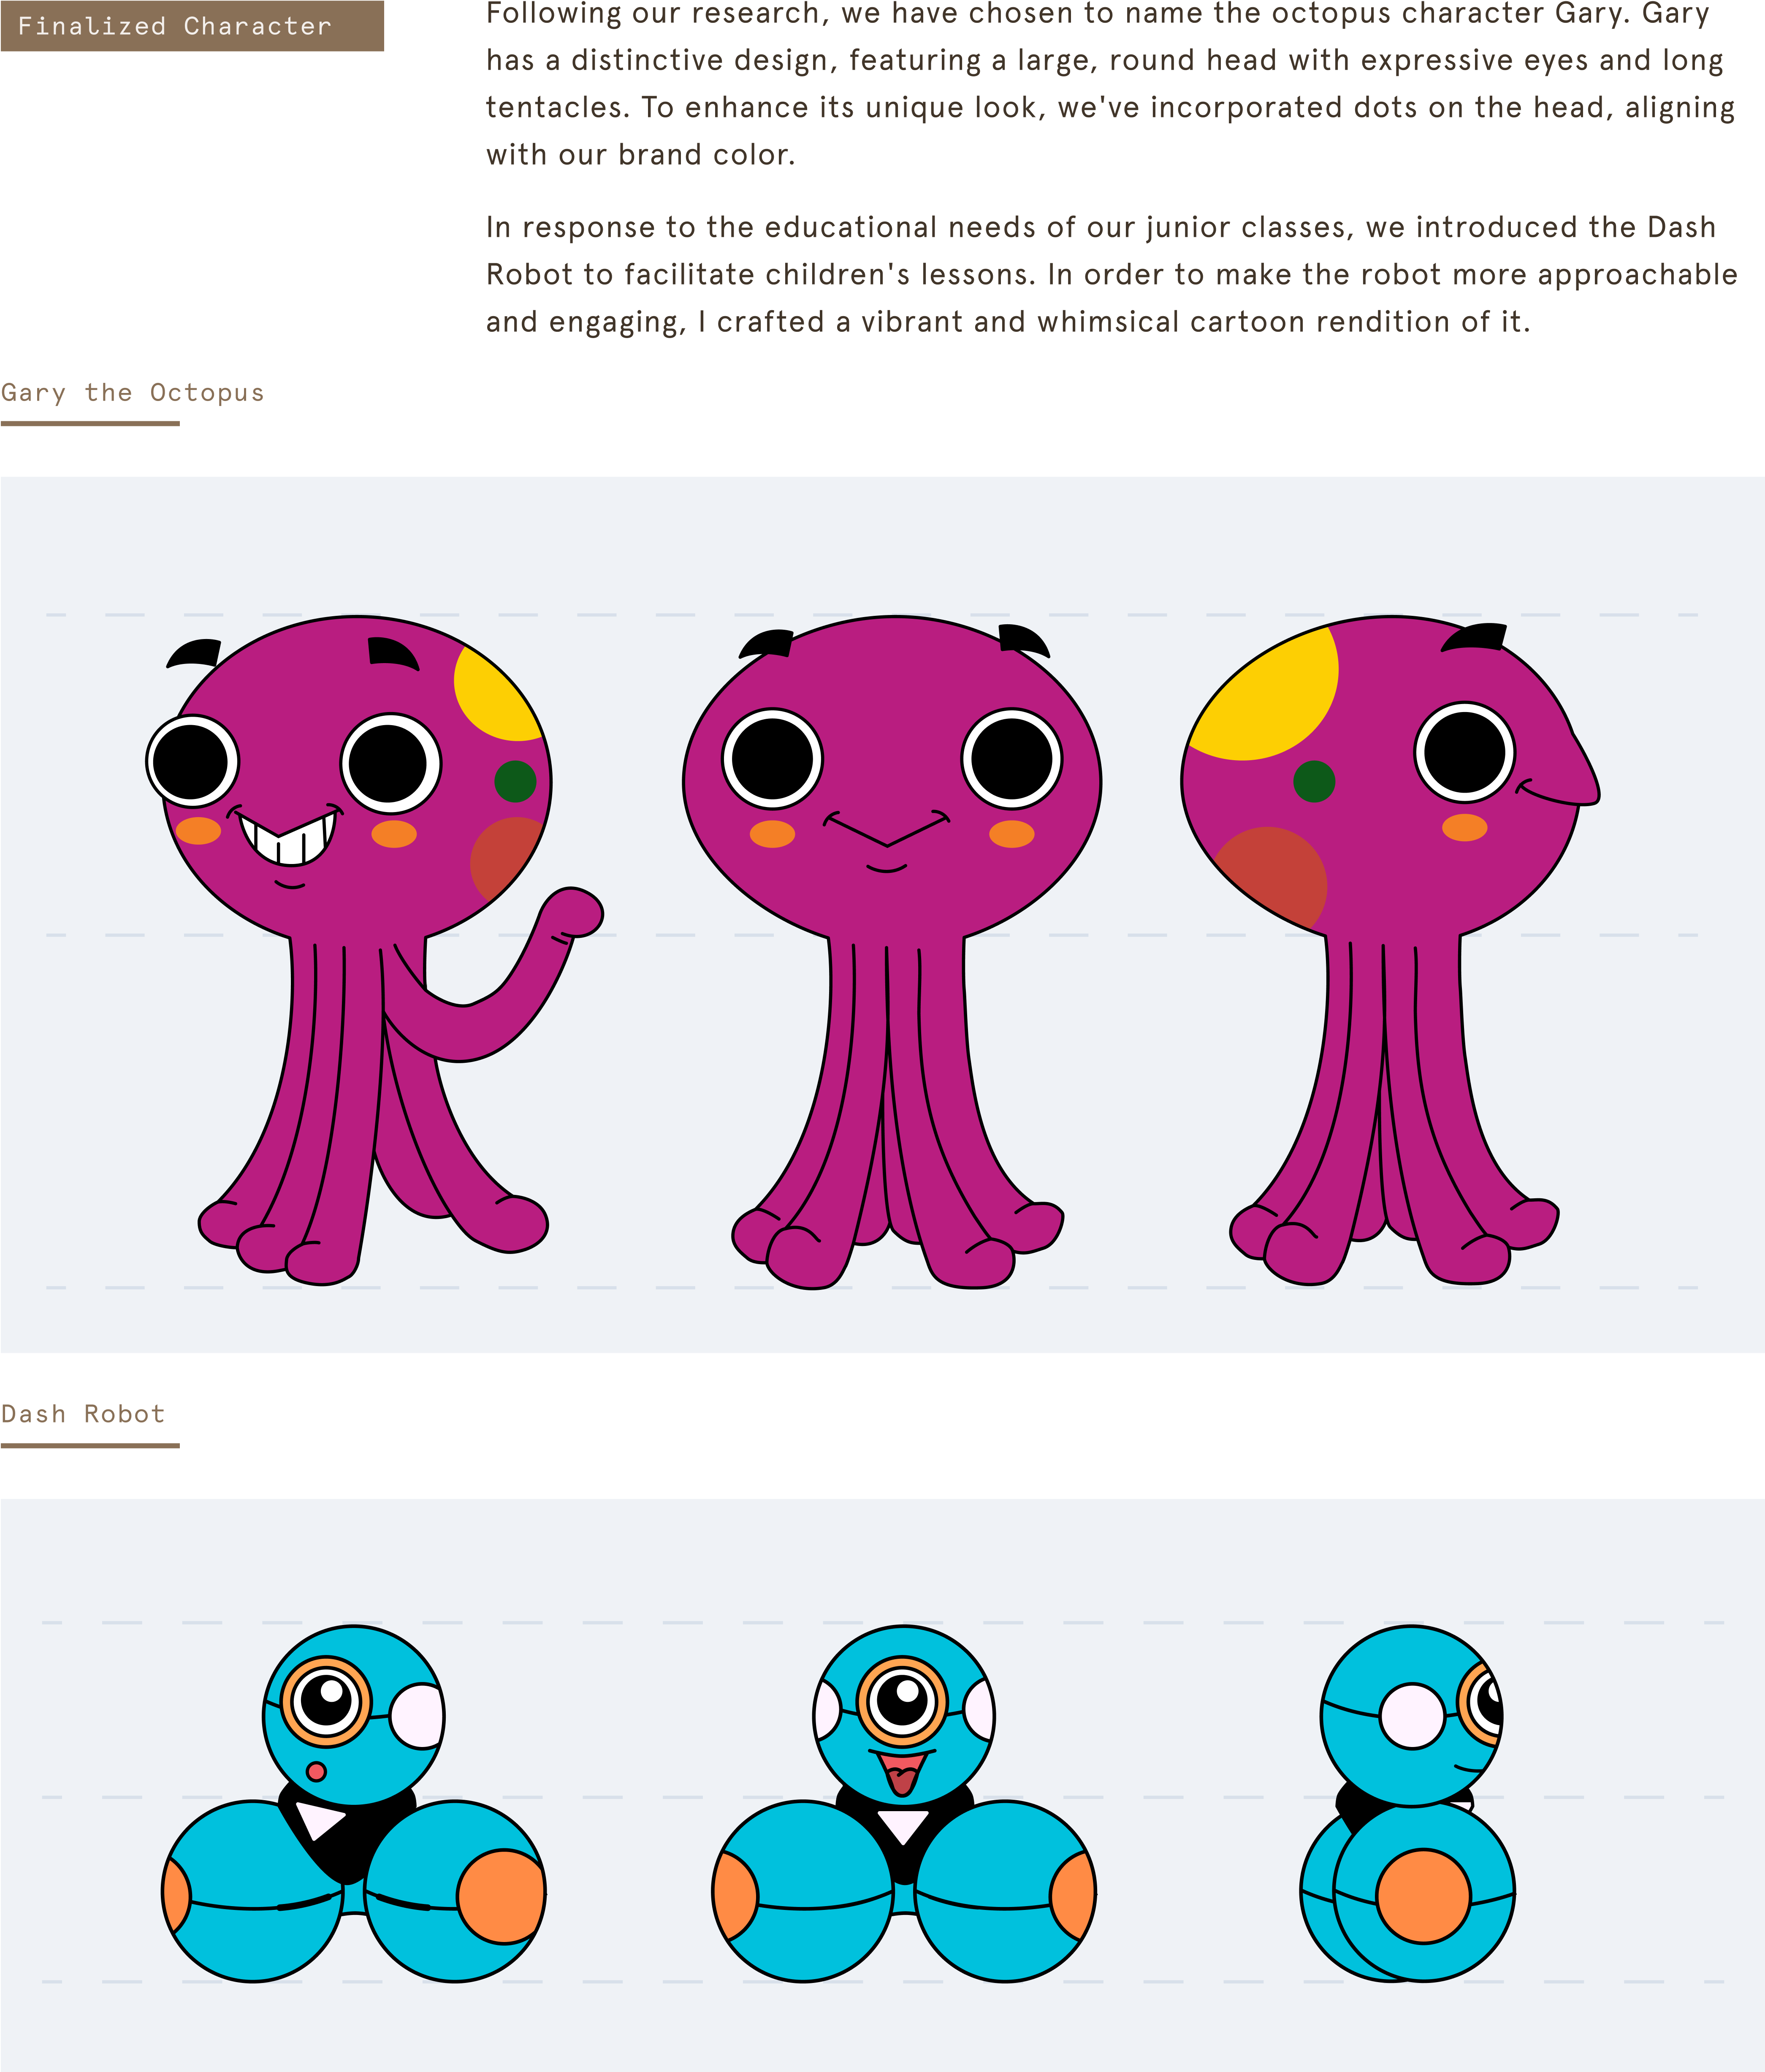 Finalized Character
Following our research, we have chosen to name the octopus character Gary. Gary
has a distinctive design, featuring a large, round head with expressive eyes and long
tentacles. To enhance its unique look, we've incorporated dots on the head, aligning
with our brand color.
In response to the educational needs of our junior classes, we introduced the Dash
Robot to facilitate children's lessons. In order to make the robot more approachable
and engaging, I crafted a vibrant and whimsical cartoon rendition of it.
Gary the Octopus
Dash Robot